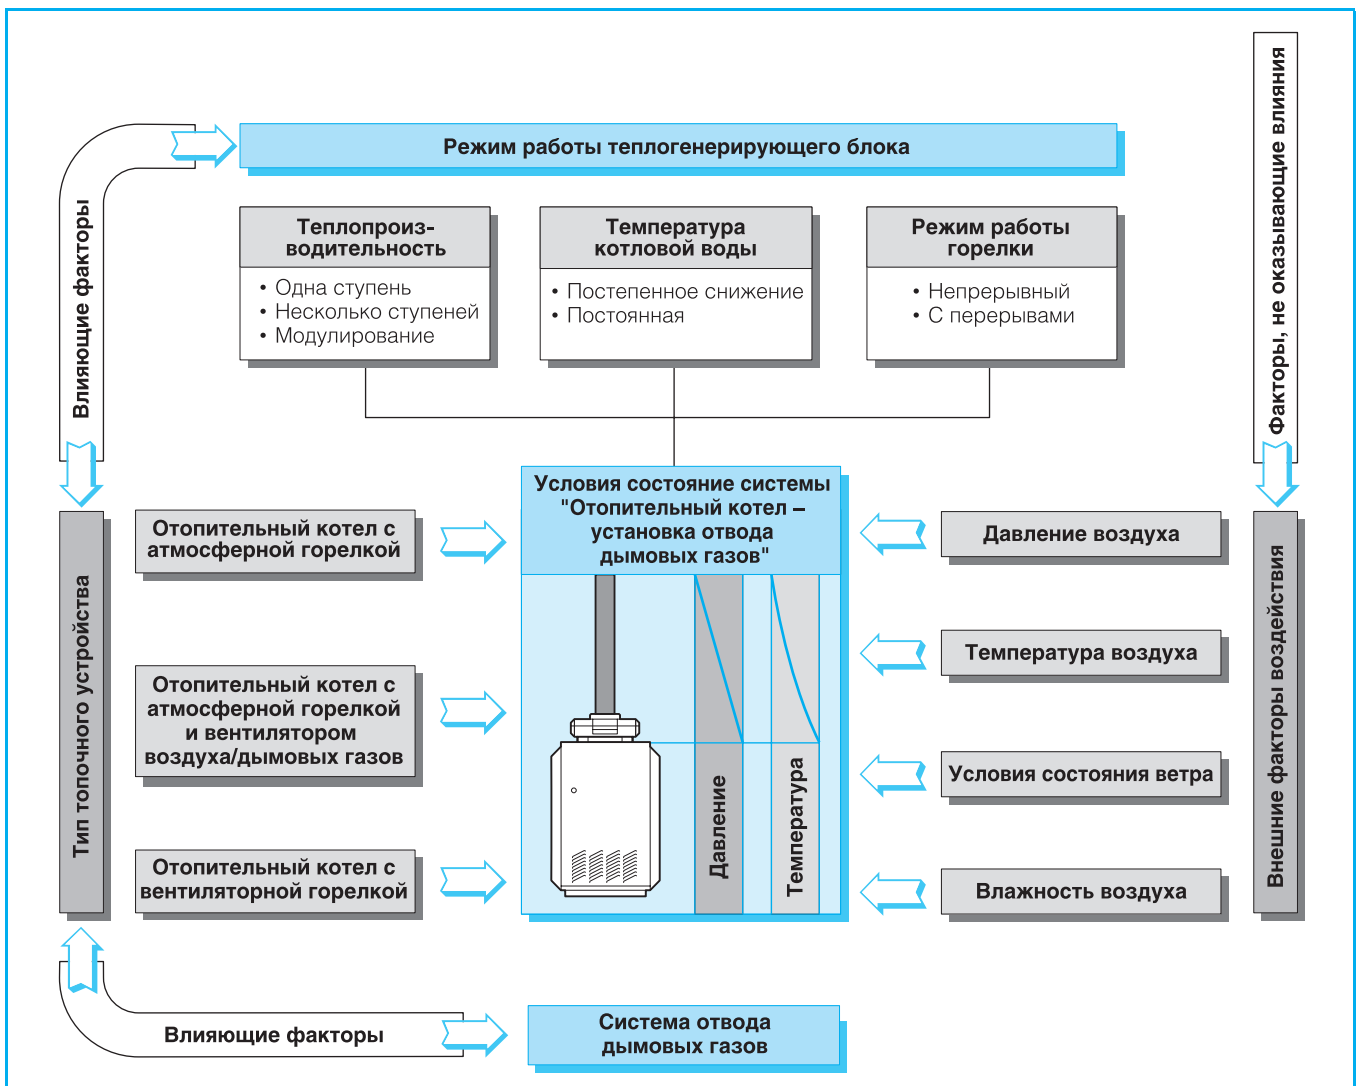 Режим работы теплогенерирующего блока
Влияющие факторы
Факторы, не оказывающие влияния
Теплопроиз-
водительность
• Одна ступень
• Несколько ступеней
• Модулирование
Температура
котловой воды
• Постепенное снижение
• Постоянная
Режим работы
горелки
• Непрерывный
• С перерывами
Тип топочного устройства
Отопительный котел с
атмосферной горелкой
Отопительный котел с
атмосферной горелкой
и вентилятором
воздуха/дымовых газов
Отопительный котел с
вентиляторной горелкой
Условия состояние системы
"Отопительный котел –
установка отвода
дымовых газов"
Давление
Температура
Давление воздуха
Температура воздуха
Условия состояния ветра
Влажность воздуха
Внешние факторы воздействия
Влияющие факторы
Система отвода
дымовых газов